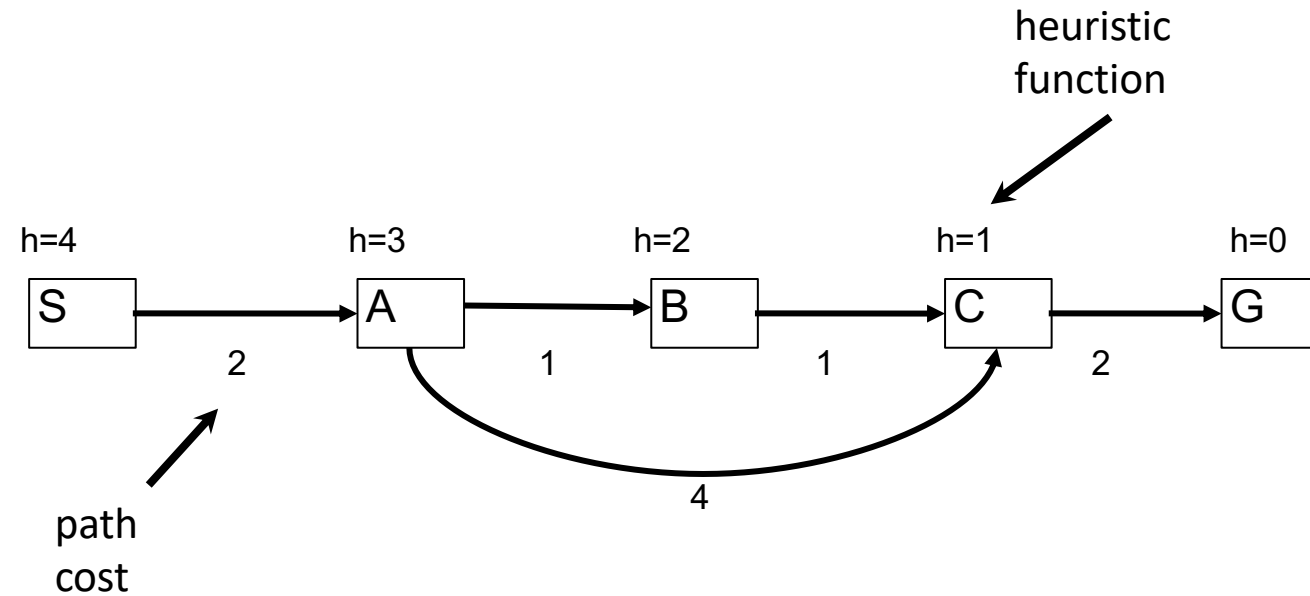 heuristic
function
h=4 h=3 h=2 h=1 h=0
S A B C G
2 1 1 2
4
path
cost